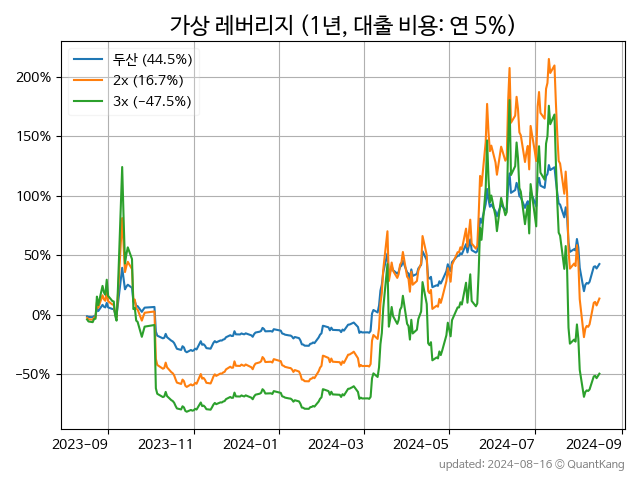 가상 레버리지 (1년, 대출 비용: 연 5%)
두산 (44.5%)
2x (16.7%)
3x (−47.5%)
200%
150%
100%
50%
0%
−50%
2023-09 2023-11 2024-01 2024-03 2024-05 2024-07 2024-09
updated: 2024-08-16 © QuantKang